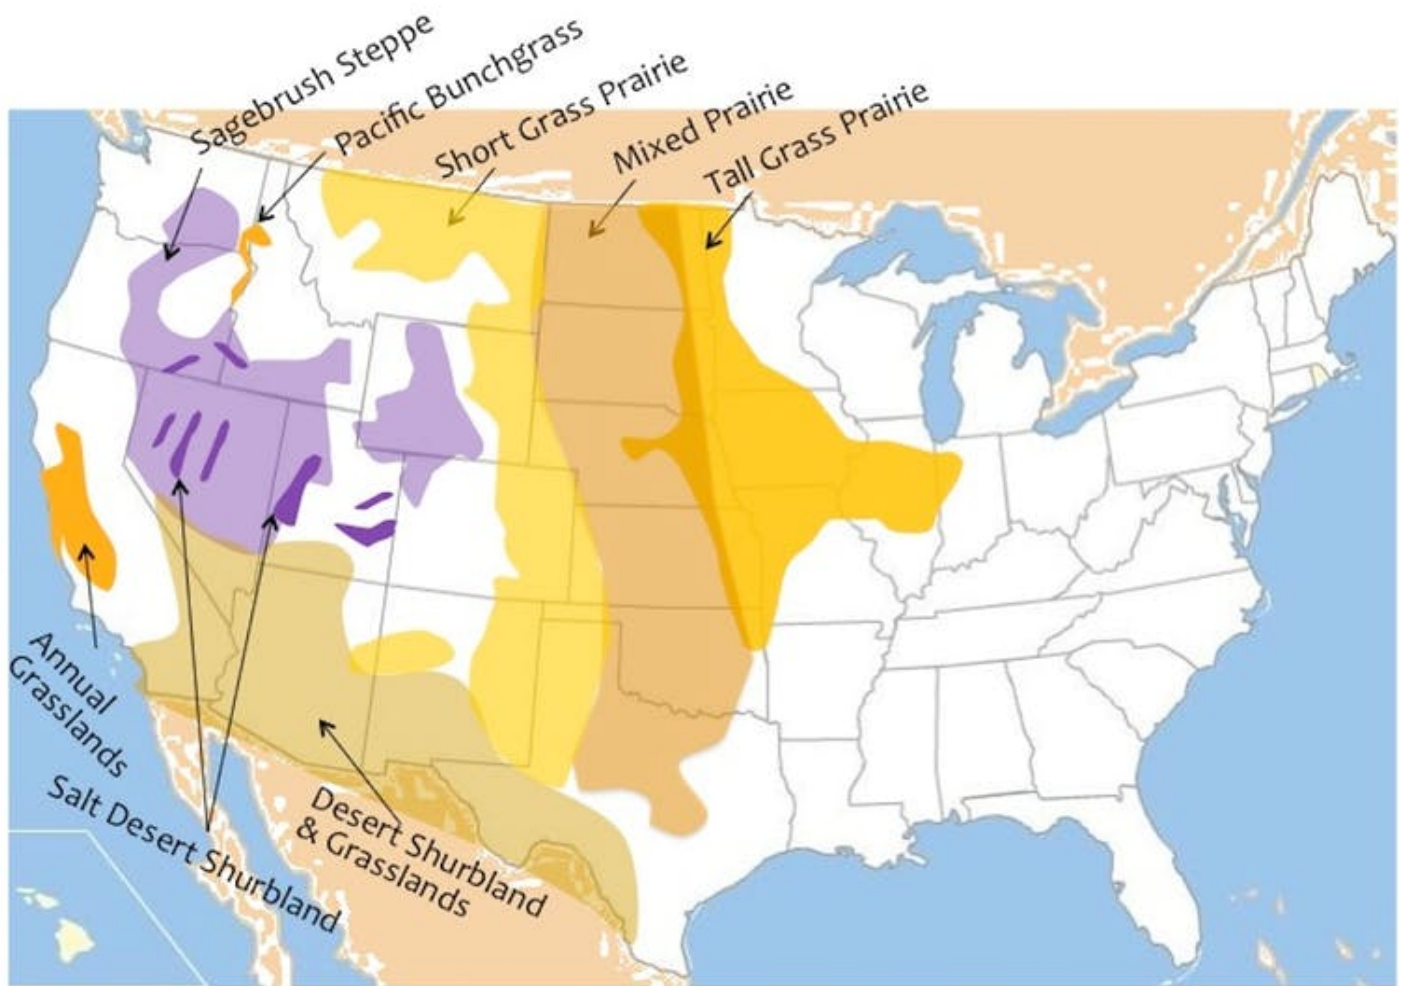 Sagebrush Steppe
Pacific Bunchgrass
Short Grass Prairie
Mixed Prairie
Tall Grass Prairie
Annual
Grasslands
Salt Desert Shurbland
Desert Shurbland
& Grasslands